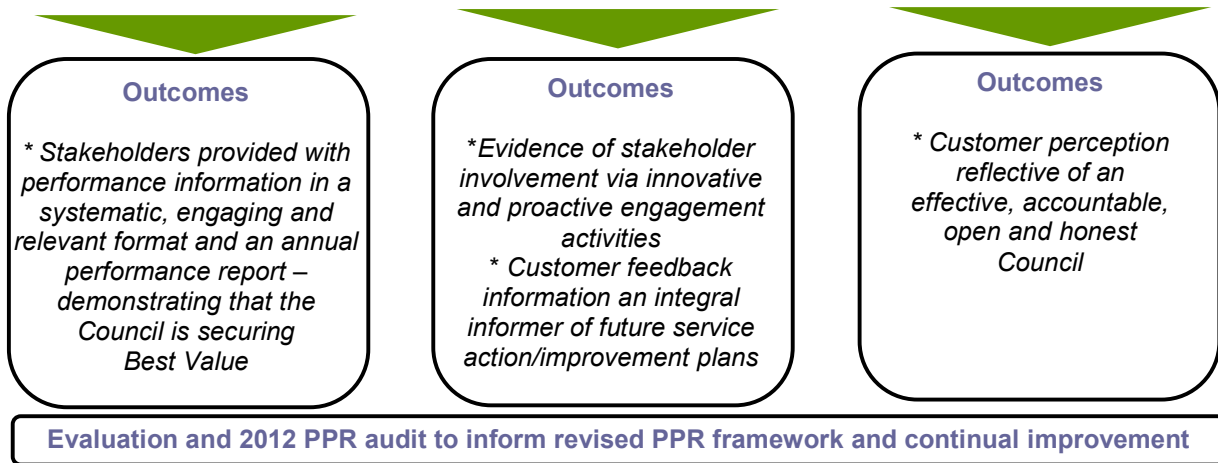 Outcomes
* Stakeholders provided with
performance information in a
systematic, engaging and
relevant format and an annual
performance report –
demonstrating that the
Council is securing
Best Value
Outcomes
*Evidence of stakeholder
involvement via innovative
and proactive engagement
activities
* Customer feedback
information an integral
informer of future service
action/improvement plans
Outcomes
* Customer perception
reflective of an
effective, accountable,
open and honest
Council
Evaluation and 2012 PPR audit to inform revised PPR framework and continual improvement